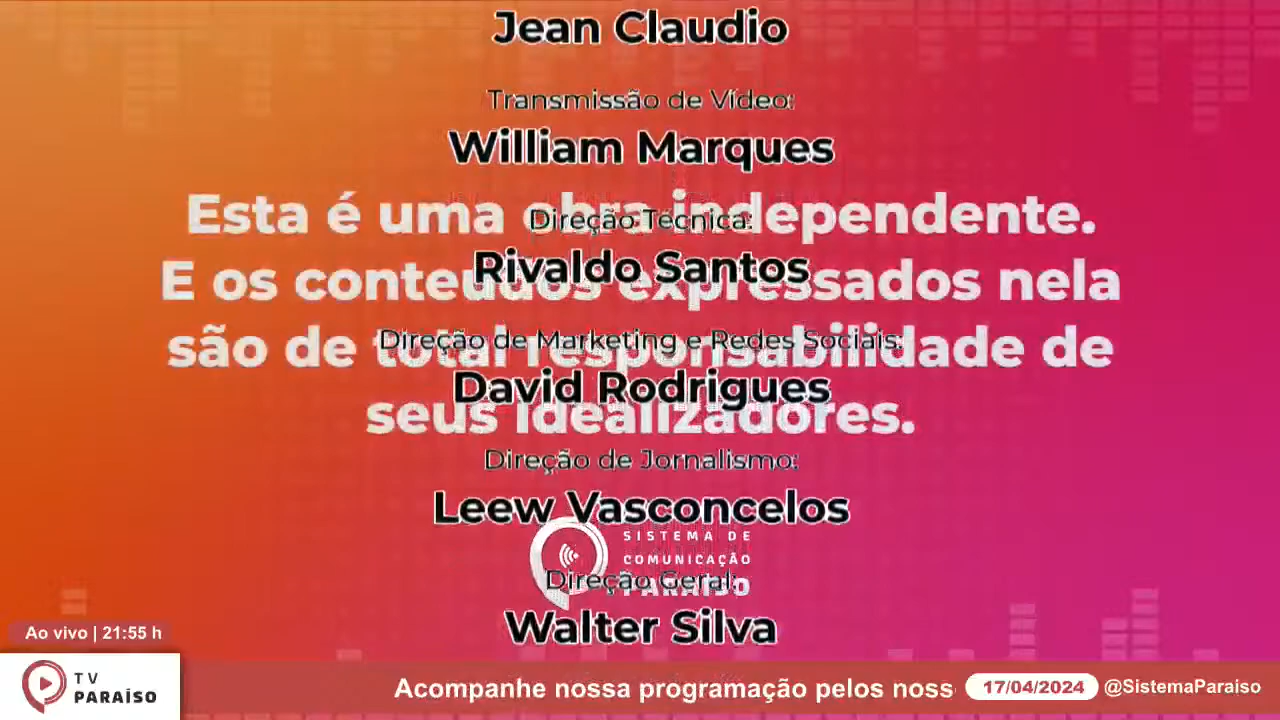 Jean Claudio
Transmissão de Vídeo:
William Marques
Esta é uma obra independente.
Direção Tecnica:
Rivaldo Santos
E os conteúdos expressados nela
Direção de Marketing e Redes Sociais:
são de total responsabilidade de
David Rodrigues
seus idealizadores.
Direção de Jornalismo:
Leew Vasconcelos
SISTEMA DE
COMUNICAÇÃO
PARAÍSO
Direção Geral:
Walter Silva
Ao vivo | 21:55 h
TV
PARAÍSO
Acompanhe nossa programação pelos noss
17/04/2024
@SistemaParaiso